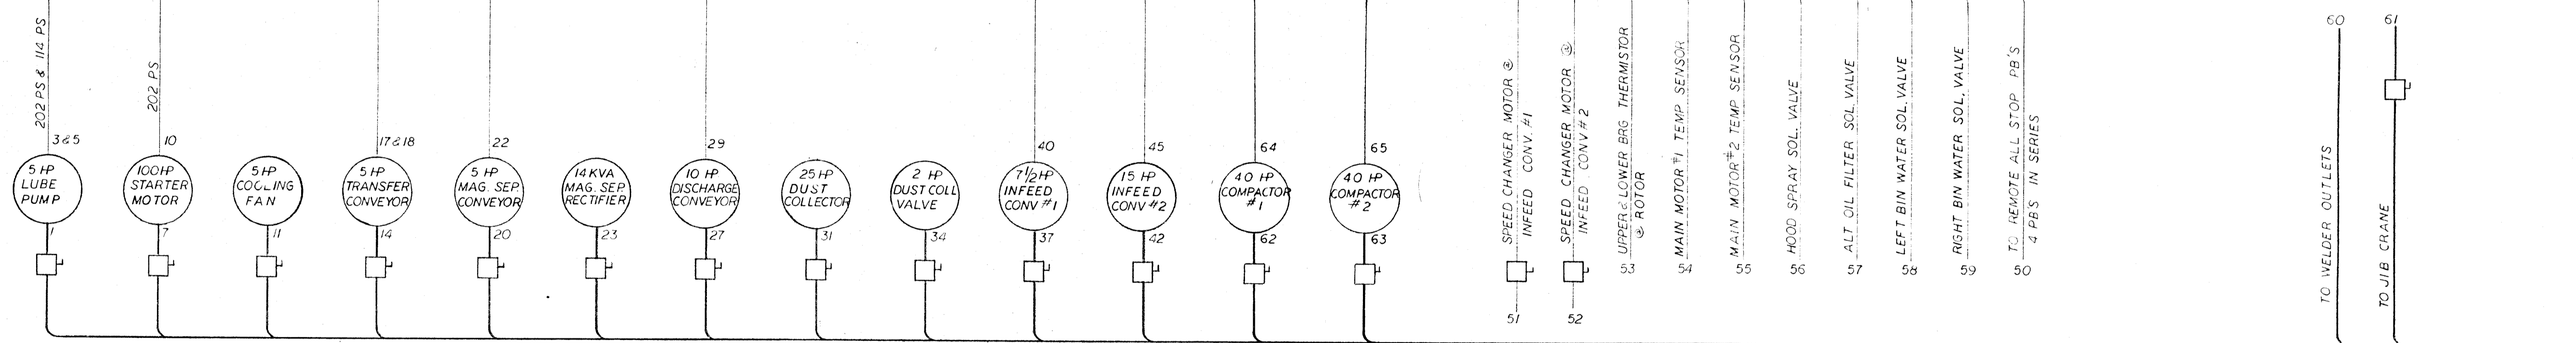 202 PS & 114 PS
3&5
5 HP
LUBE
PUMP
1
202 PS
10
100HP
STARTER
MOTOR
7
5HP
COOLING
FAN
11
17&18
5 HP
TRANSFER
CONVEYOR
14
22
5 HP
MAG. SEP.
CONVEYOR
20
14 KVA
MAG. SEP.
RECTIFIER
23
29
10 HP
DISCHARGE
CONVEYOR
27
25 HP
DUST
COLLECTOR
31
2 HP
DUST COLL
VALVE
34
40
7 1/2 HP
INFEED
CONV #1
37
45
15 HP
INFEED
CONV #2
42
64
40 HP
COMPACTOR
#1
62
65
40 HP
COMPACTOR
#2
63
SPEED CHANGER MOTOR @
INFEED CONV. #1
51
SPEED CHANGER MOTOR @
INFEED CONV #2
52
UPPER & LOWER BRG THERMISTOR
@ ROTOR
53
MAIN MOTOR #1 TEMP SENSOR
54
MAIN MOTOR #2 TEMP SENSOR
55
HOOD SPRAY SOL. VALVE
56
ALT OIL FILTER SOL VALVE
57
LEFT BIN WATER SOL. VALVE
58
RIGHT BIN WATER SOL. VALVE
59
TO REMOTE ALL STOP PB'S
4 PB'S IN SERIES
50
60
TO WELDER OUTLETS
61
TO JIB CRANE